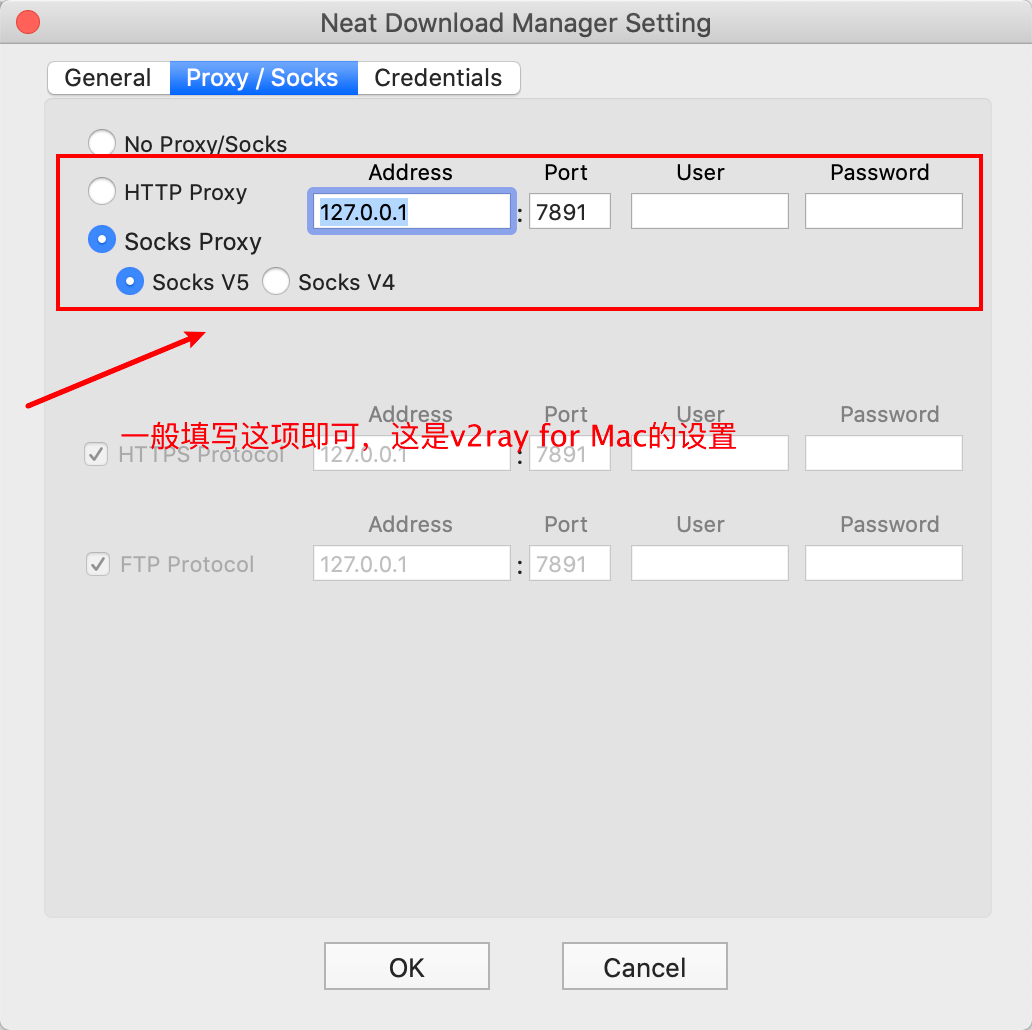 Neat Download Manager Setting
General Proxy / Socks Credentials
No Proxy/Socks
Address Port User Password
HTTP Proxy 127.0.0.1 : 7891
Socks Proxy
Socks V5 Socks V4
Address Port User Password
一般填写这项即可，这是v2ray for Mac的设置
HTTPS Protocol 127.0.0.1 : 7891
Address Port User Password
FTP Protocol 127.0.0.1 : 7891
OK Cancel